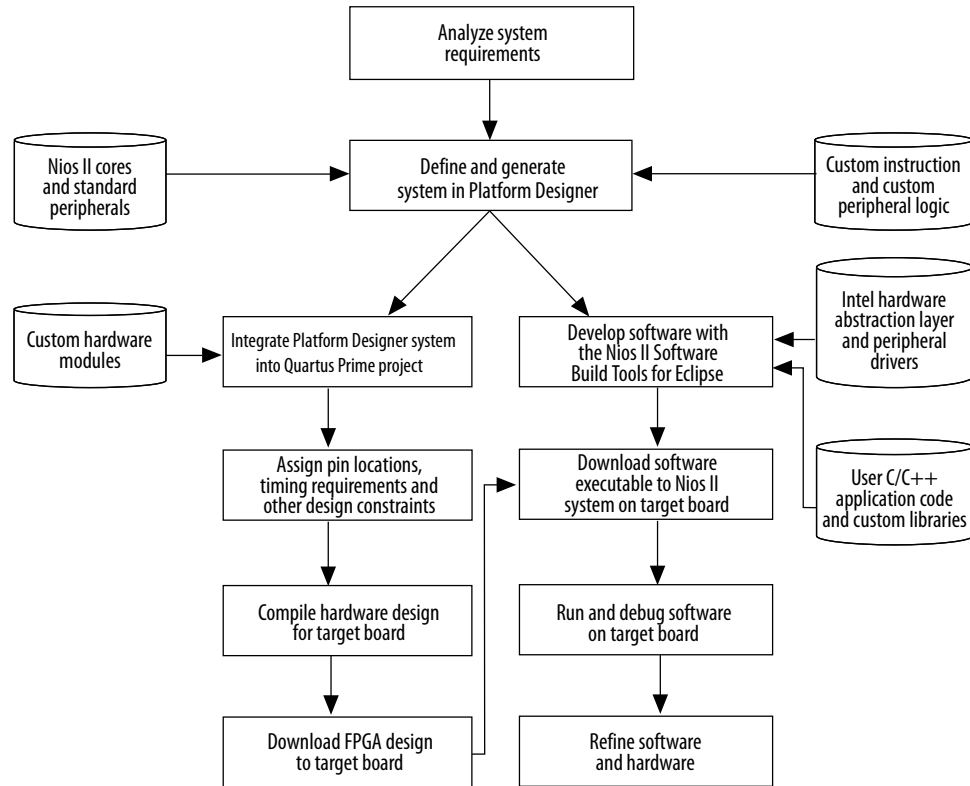 Analyze system
requirements
Nios II cores
and standard
peripherals
Define and generate
system in Platform Designer
Custom instruction
and custom
peripheral logic
Custom hardware
modules
Integrate Platform Designer system
into Quartus Prime project
Develop software with
the Nios II Software
Build Tools for Eclipse
Intel hardware
abstraction layer
and peripheral
drivers
Assign pin locations,
timing requirements and
other design constraints
Download software
executable to Nios II
system on target board
User C/C++
application code
and custom libraries
Compile hardware design
for target board
Run and debug software
on target board
Download FPGA design
to target board
Refine software
and hardware